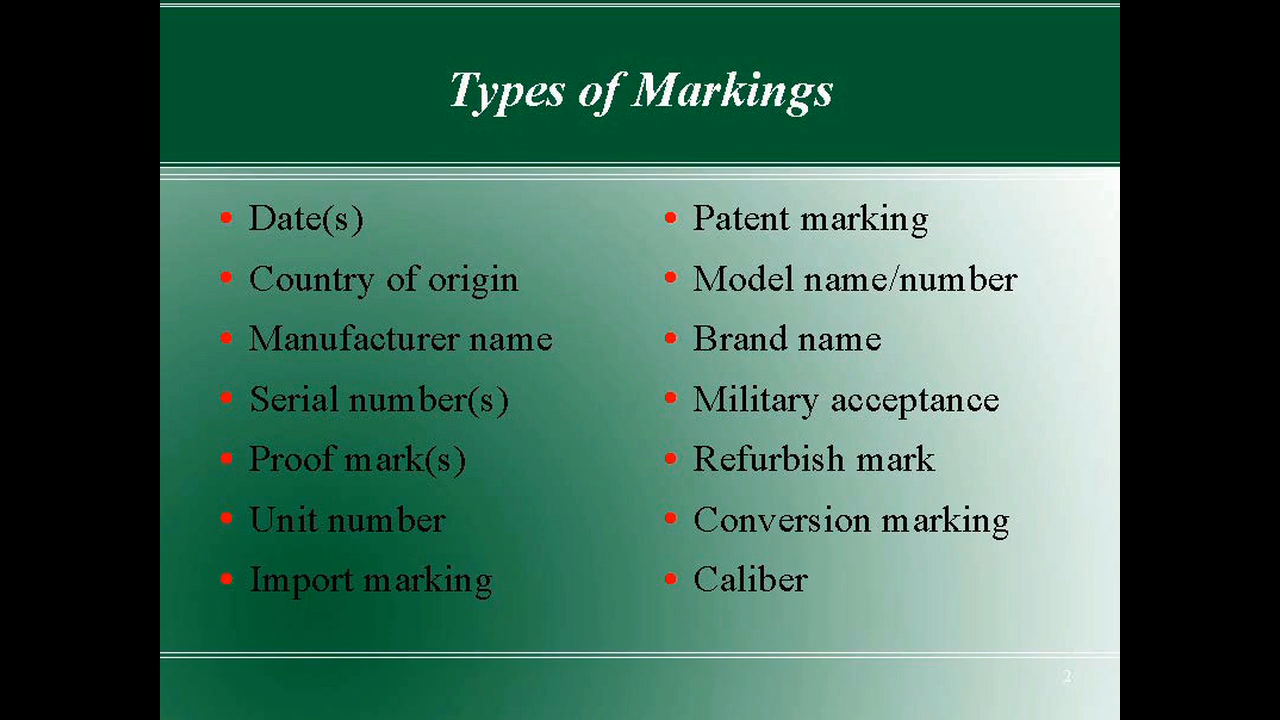 Types of Markings
• Date(s)
• Country of origin
• Manufacturer name
• Serial number(s)
• Proof mark(s)
• Unit number
• Import marking
• Patent marking
• Model name/number
• Brand name
• Military acceptance
• Refurbish mark
• Conversion marking
• Caliber
2